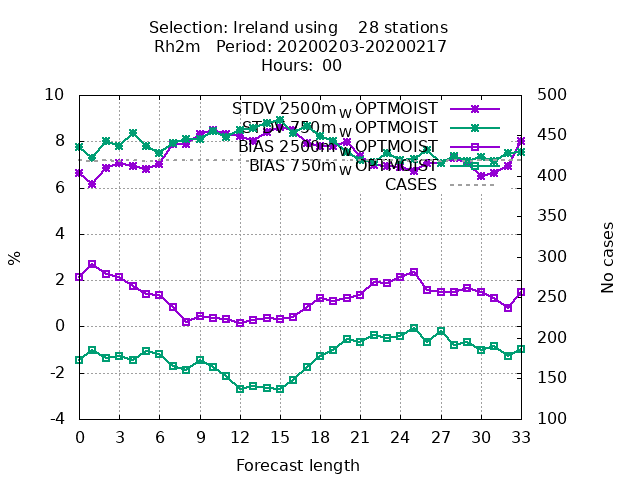 Selection: Ireland using 28 stations
Rh2m Period: 20200203-20200217
Hours: 00
STDV 2500m_W OPTMOIST
STDV 750m_W OPTMOIST
BIAS 2500m_W OPTMOIST
BIAS 750m_W OPTMOIST
CASES
10 8 6 4 2 0 -2 -4
%
500 450 400 350 300 250 200 150 100
No cases
0 3 6 9 12 15 18 21 24 27 30 33
Forecast length